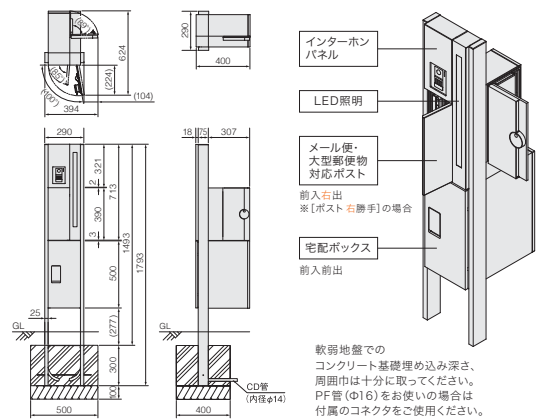 (90°)
(85°)
(100°)
624
(224)
394
(104)
290
400
290
18
75
307
2
321
713
390
3
1493
1793
500
25
(277)
GL
GL
300
100
500
400
CD管
(内径φ14)
インターホン
パネル
LED照明
メール便・
大型郵便物
対応ポスト
前入右出
※[ポスト 右勝手]の場合
宅配ボックス
前入前出
軟弱地盤での
コンクリート基礎埋め込み深さ、
周囲巾は十分に取ってください。
PF管(Φ16)をお使いの場合は
付属のコネクタをご使用ください。